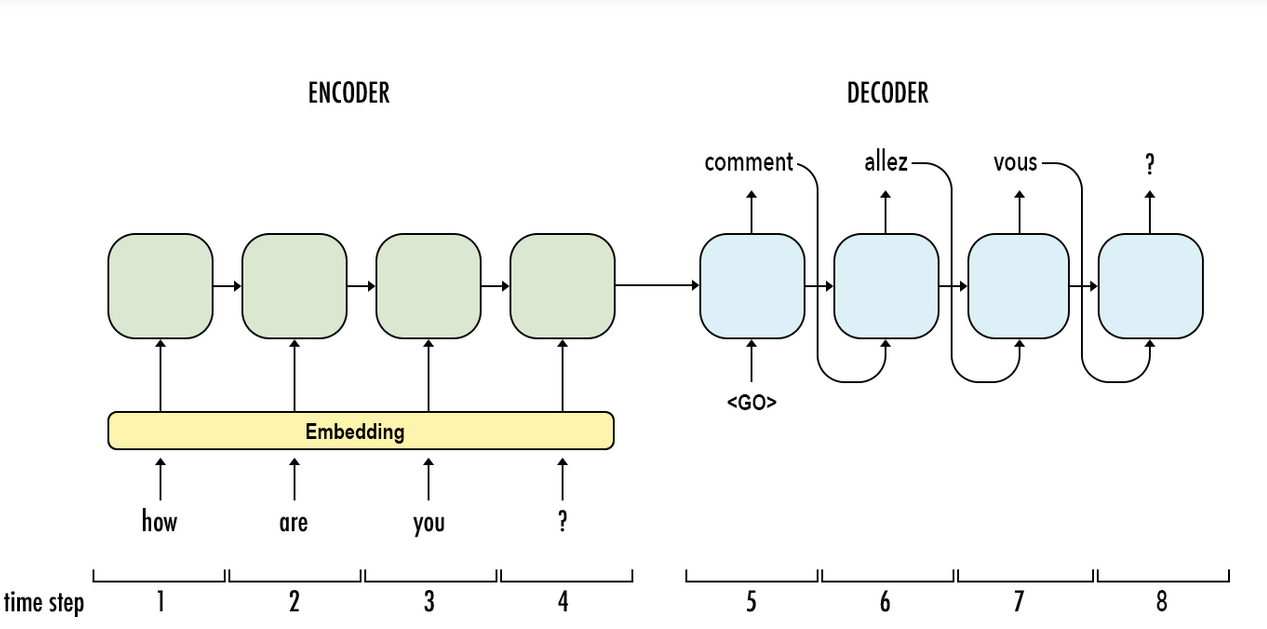 ENCODER DECODER
comment allez vous ?
<GO>
Embedding
how are you ?
time step 1 2 3 4 5 6 7 8